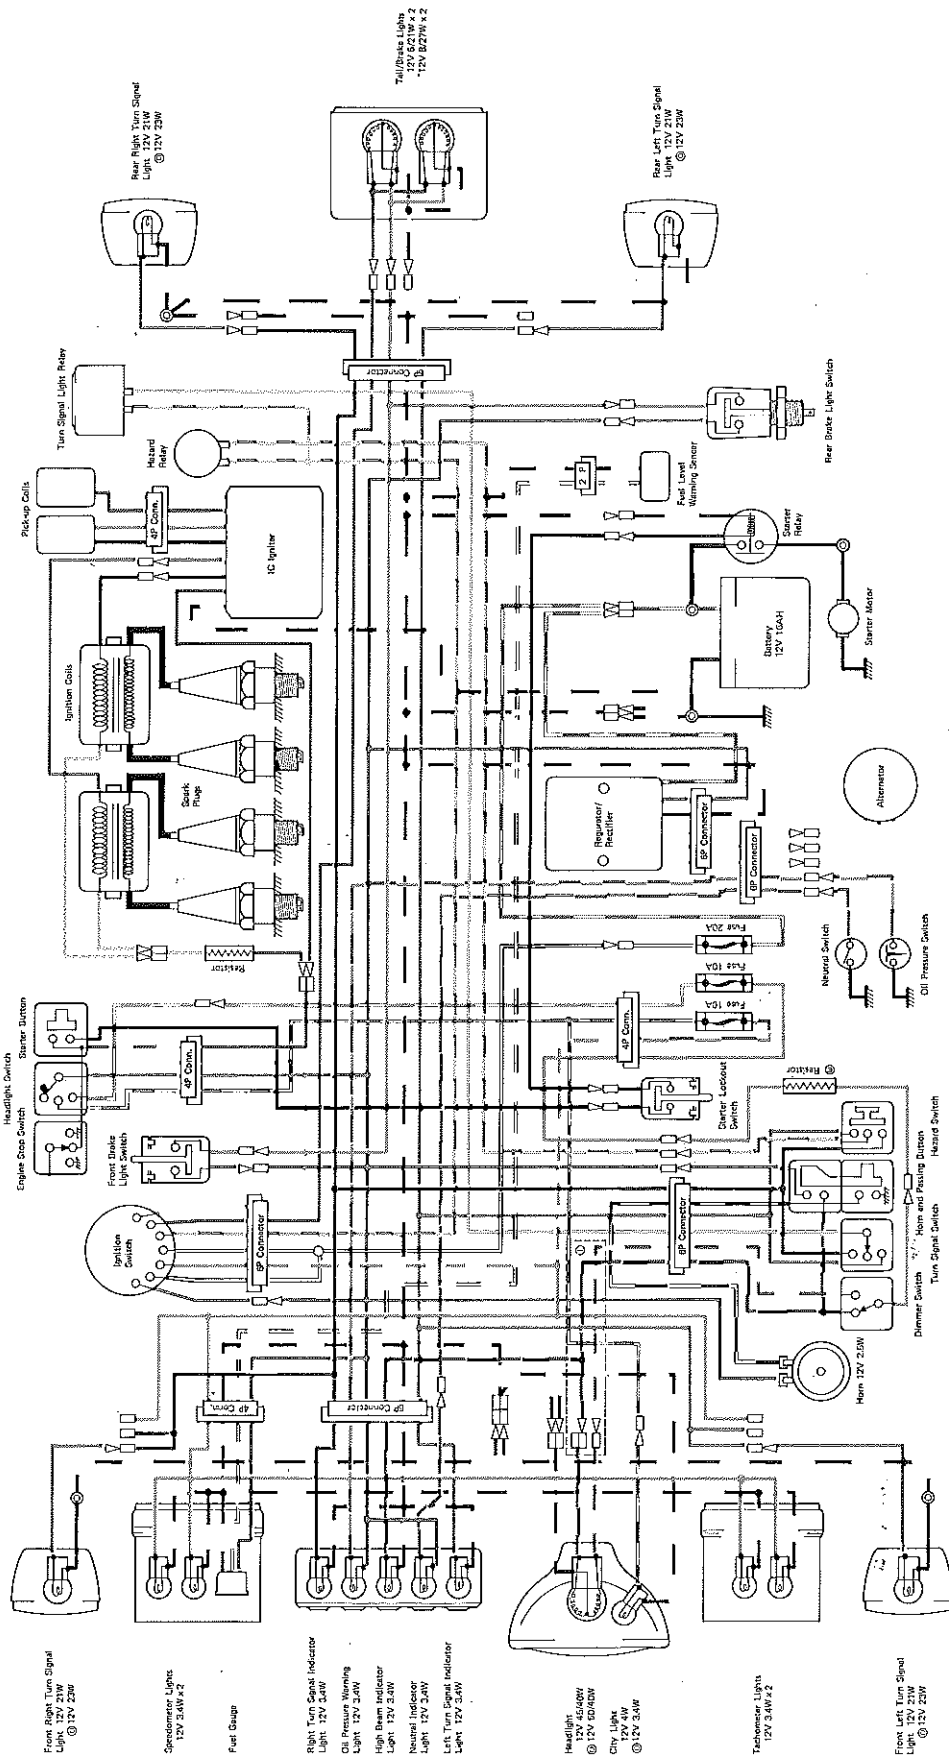 Front Right Turn Signal
Light 12V 21W
12V 23W
Speedometer Lights
12V 3.4W x 2
Fuel Gauge
Right Turn Signal Indicator
Light 12V 3.4W
Oil Pressure Warning
Light 12V 3.4W
High Beam Indicator
Light 12V 3.4W
Neutral Indicator
Light 12V 3.4W
Left Turn Signal Indicator
Light 12V 3.4W
Headlight
12V 45/40W
12V 50/40W
City Light
12V 4W
12V 3.4W
Tachometer Lights
12V 3.4W x 2
Front Left Turn Signal
Light 12V 21W
12V 23W
4P Conn.
6P Connector
Ignition
Switch
6P Connector
Front Brake
Light Switch
Engine Stop Switch
Headlight Switch
Starter Button
4P Conn.
Resistor
Spark
Plugs
Ignition Coils
IC Igniter
4P Conn.
Pick-up Coils
Hazard
Relay
Turn Signal Light Relay
6P Connector
Rear Right Turn Signal
Light 12V 21W
12V 23W
Tail/Brake Lights
12V 5/21W x 2
*12V 8/27W x 2
Rear Left Turn Signal
Light 12V 21W
12V 23W
Rear Brake Light Switch
2 P
Fuel Level
Warning Sensor
Starter
Relay
Starter Motor
Battery
12V 16AH
Alternator
Regulator/
Rectifier
6P Connector
6P Connector
Neutral Switch
Oil Pressure Switch
Fuse 20A
Fuse 10A
Fuse 10A
4P Conn.
Starter Lockout
Switch
Resistor
6P Connector
Hazard Switch
Horn and Passing Button
Turn Signal Switch
Dimmer Switch
Horn 12V 2.5W